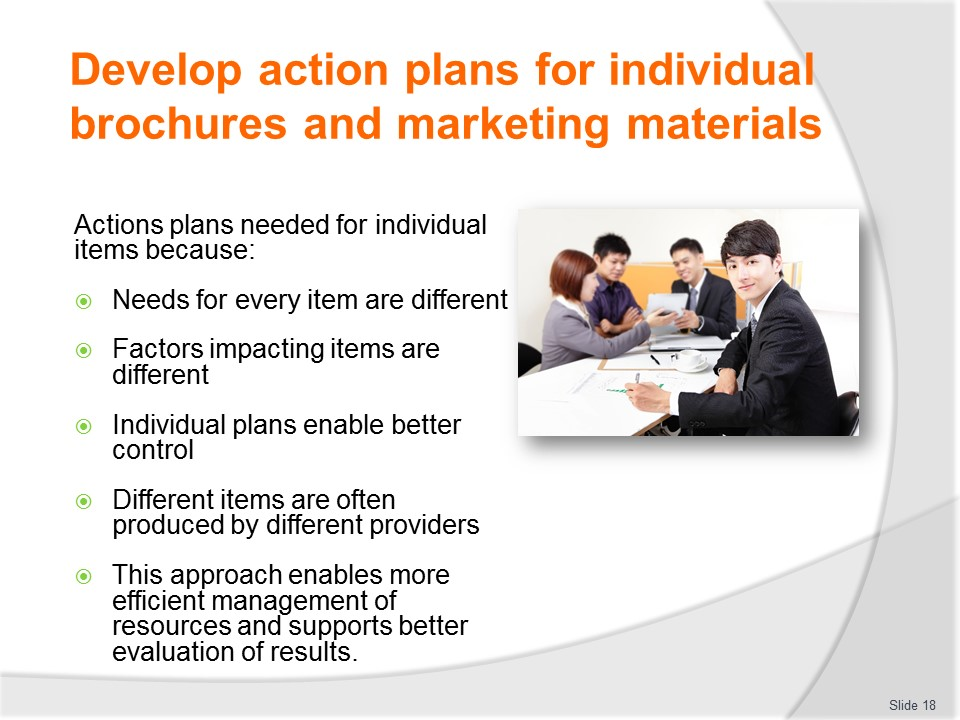 Develop action plans for individual
brochures and marketing materials
Actions plans needed for individual
items because:
Needs for every item are different
Factors impacting items are
different
Individual plans enable better
control
Different items are often
produced by different providers
This approach enables more
efficient management of
resources and supports better
evaluation of results.
Slide 18